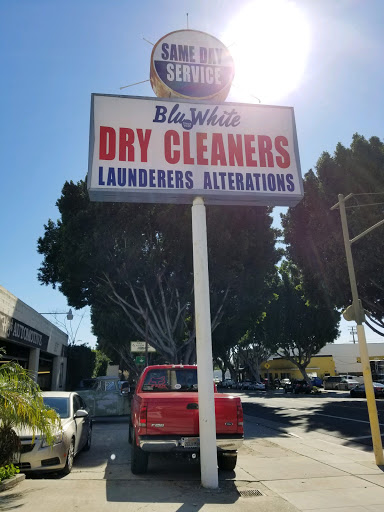 SAME DAY
SERVICE
Blu White
DRY CLEANERS
LAUNDERERS ALTERATIONS